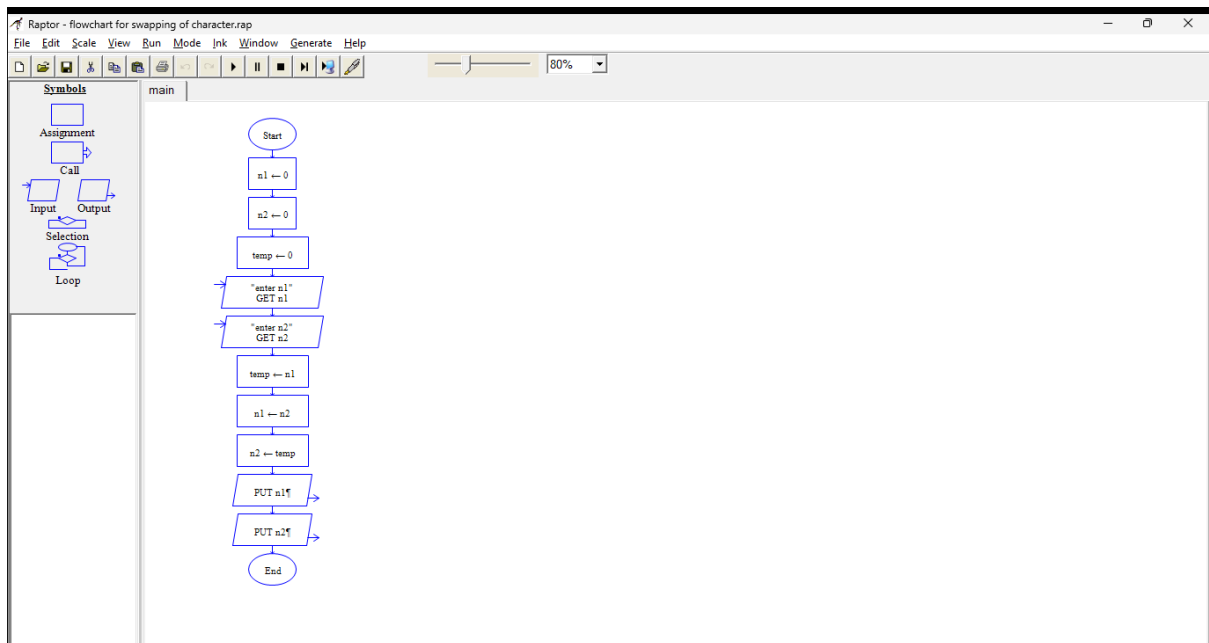 Raptor - flowchart for swapping of character.rap
File Edit Scale View Run Mode Ink Window Generate Help
80%
Symbols
Assignment
Call
Input Output
Selection
Loop
main
Start
n1 ← 0
n2 ← 0
temp ← 0
"enter n1"
GET n1
"enter n2"
GET n2
temp ← n1
n1 ← n2
n2 ← temp
PUT n1¶
PUT n2¶
End